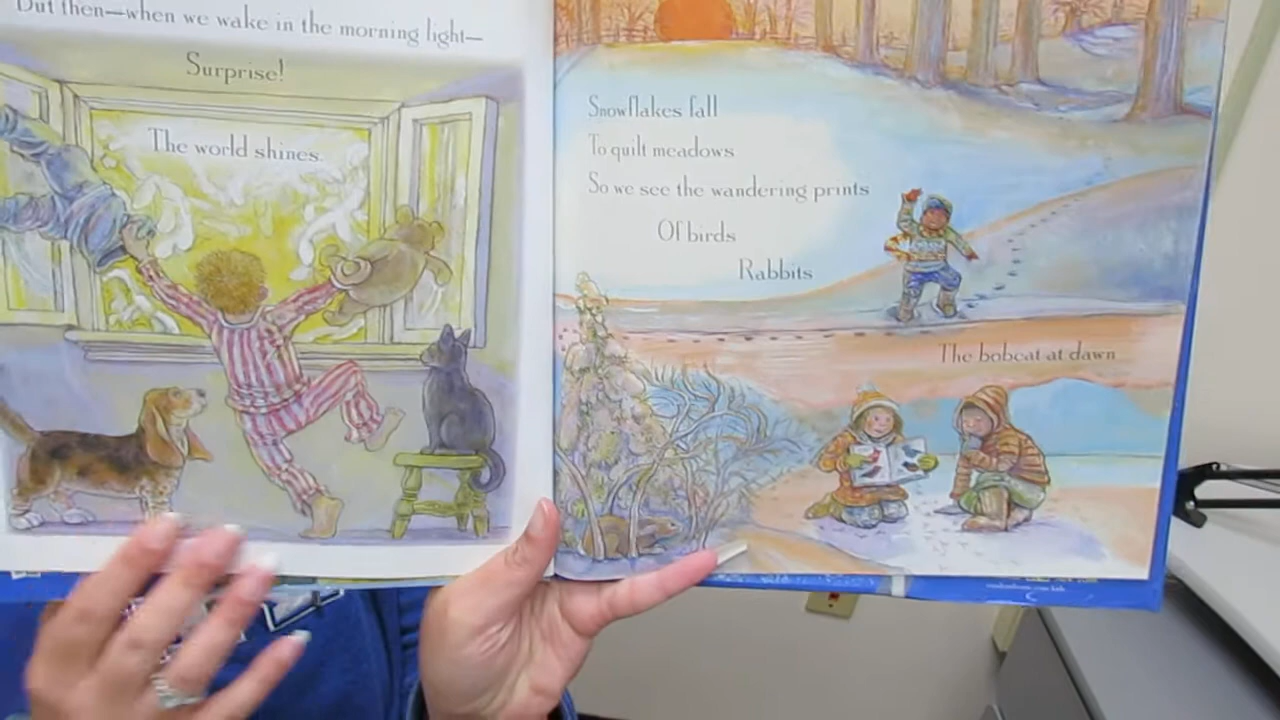 But then—when we wake in the morning light—
Surprise!
The world shines.
Snowflakes fall
To quilt meadows
So we see the wandering prints
Of birds
Rabbits
The bobcat at dawn